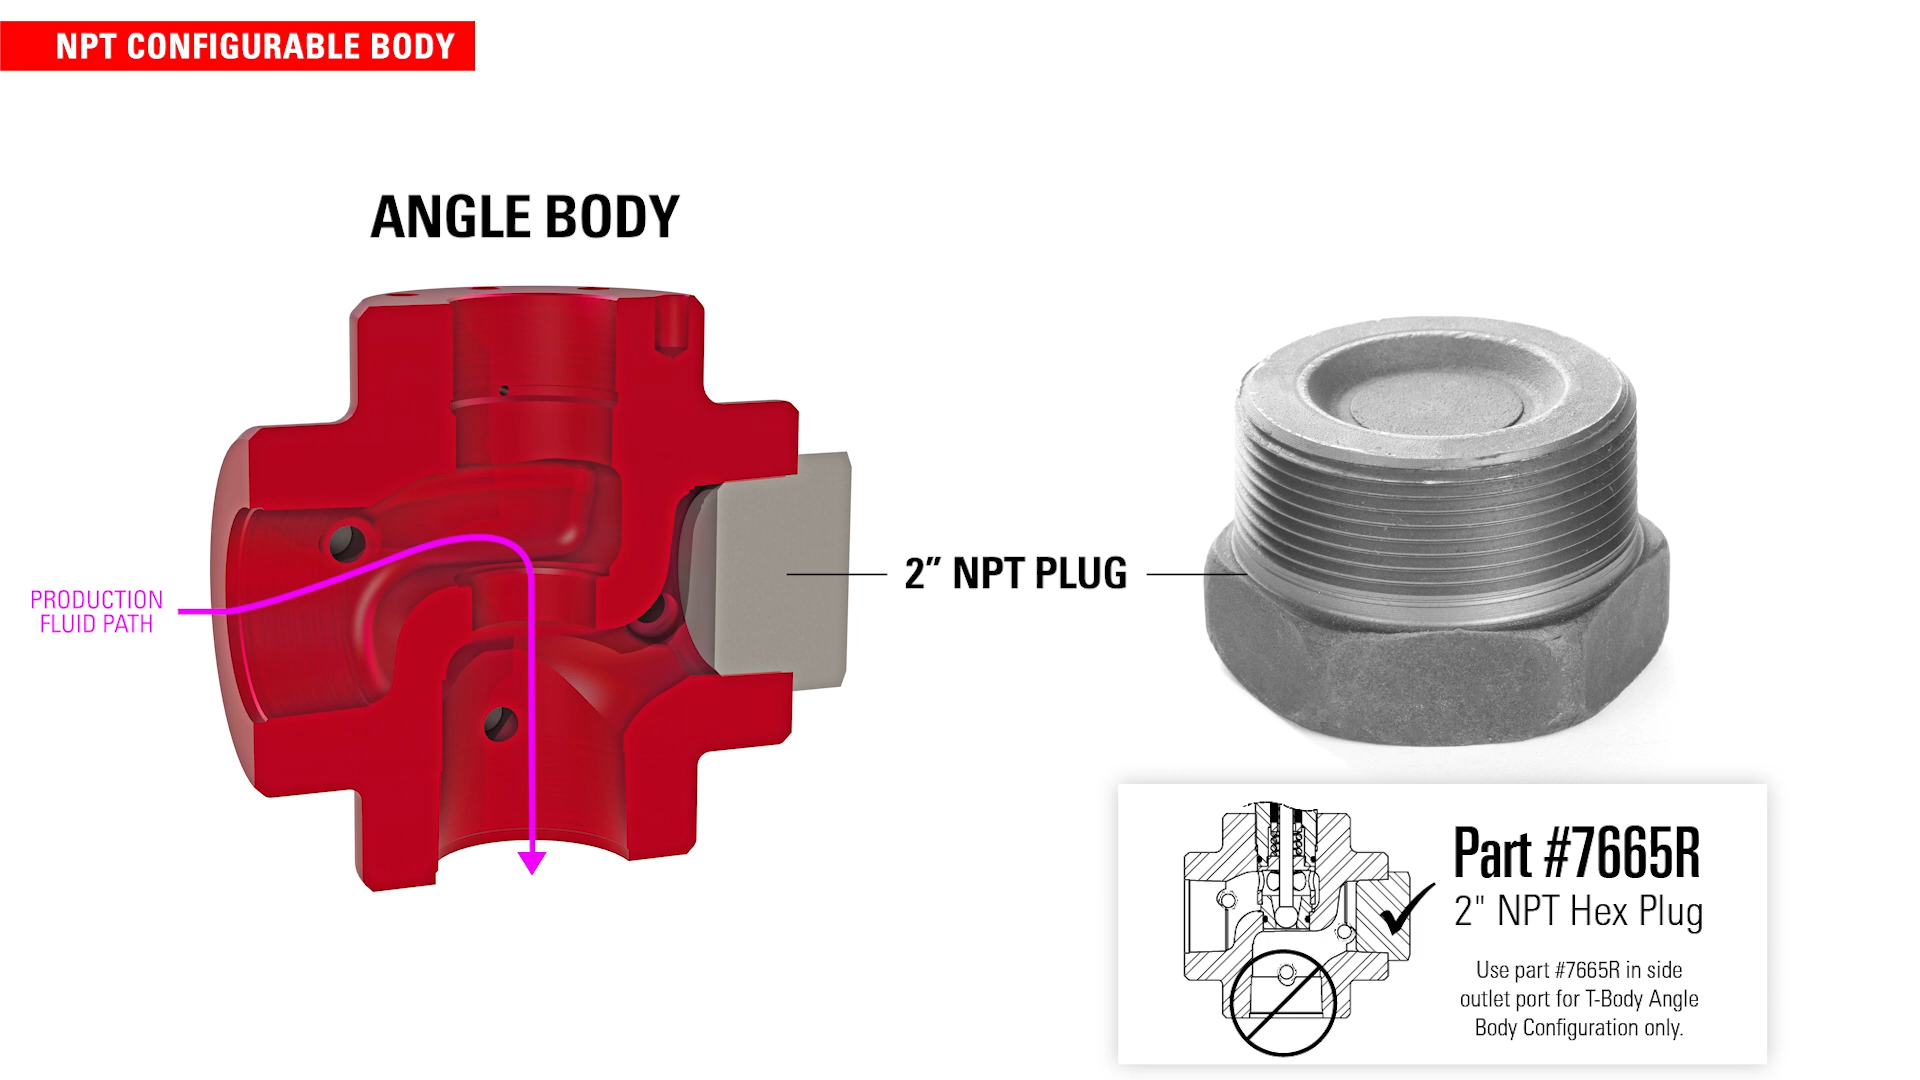 NPT CONFIGURABLE BODY
ANGLE BODY
PRODUCTION
FLUID PATH
2” NPT PLUG
Part #7665R
2" NPT Hex Plug
Use part #7665R in side
outlet port for T-Body Angle
Body Configuration only.